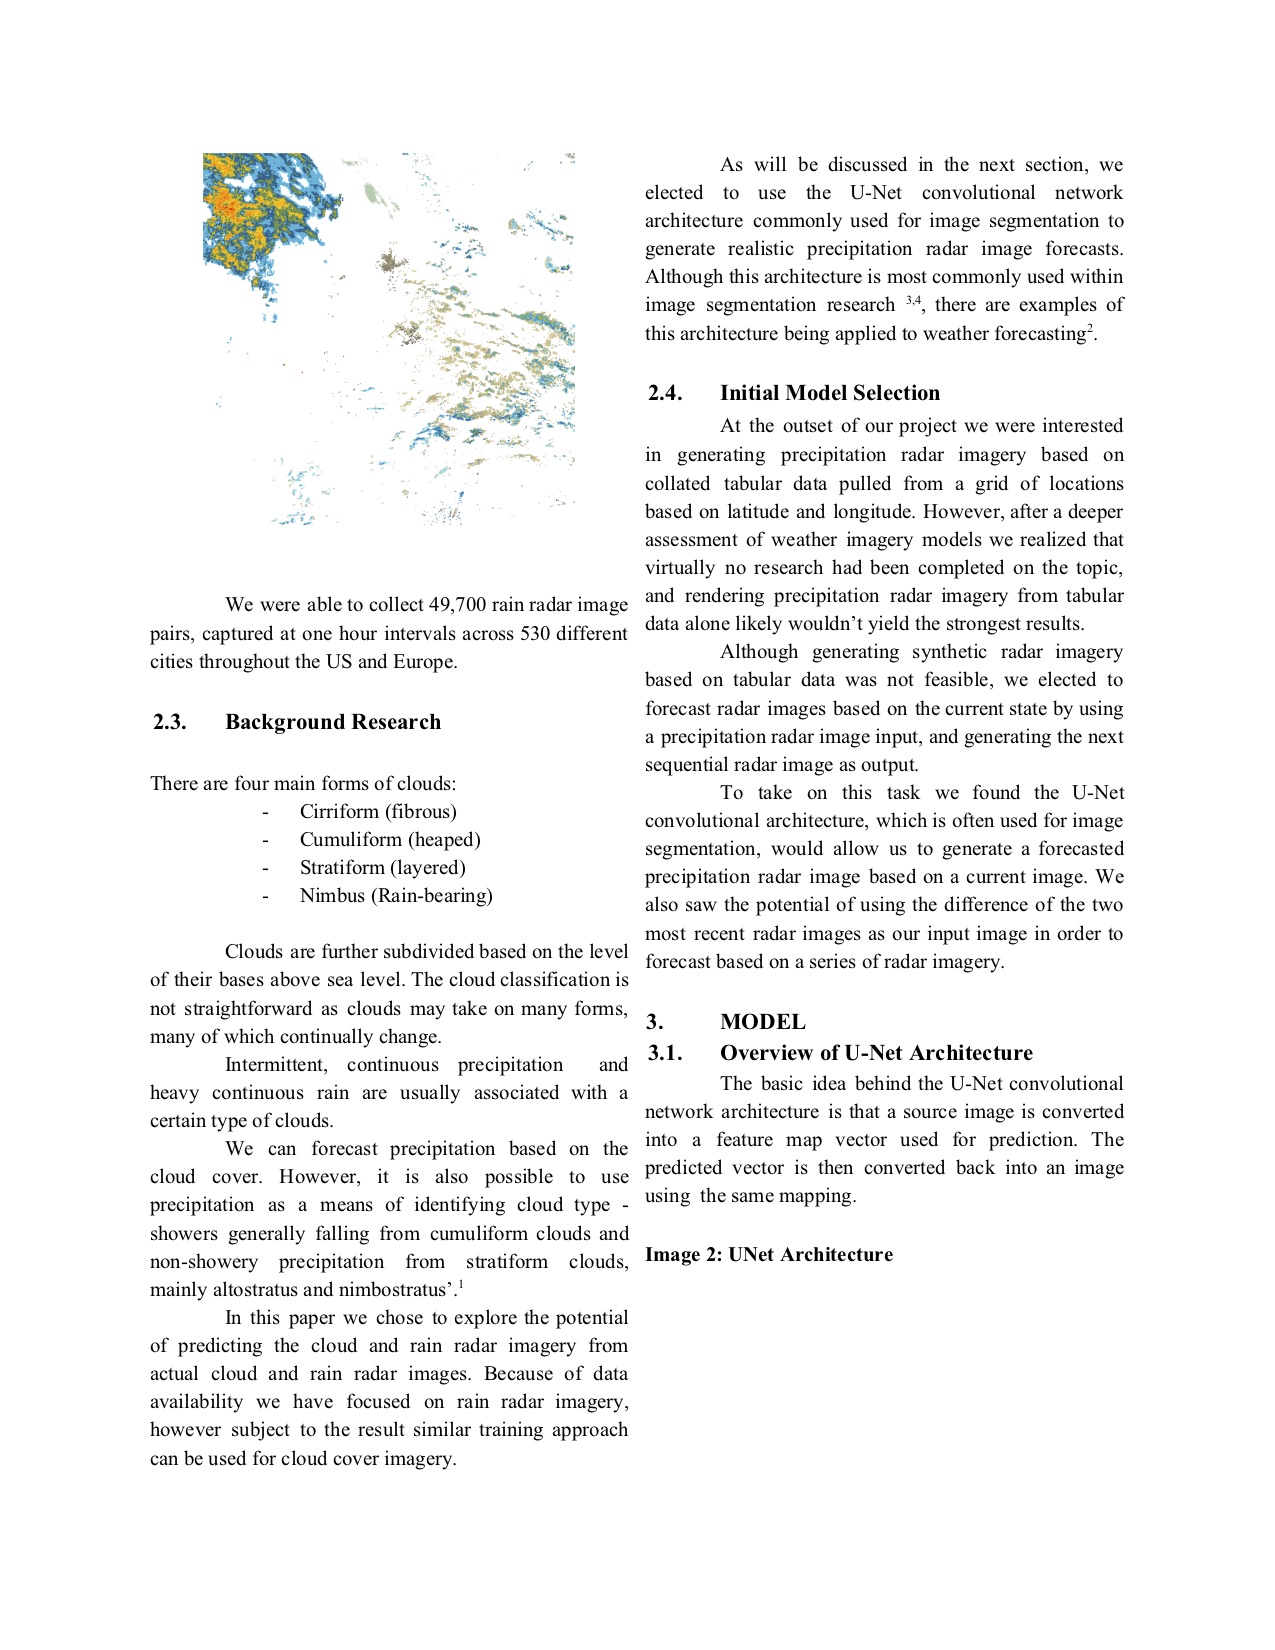 We were able to collect 49,700 rain radar image
pairs, captured at one hour intervals across 530 different
cities throughout the US and Europe.
2.3. Background Research
There are four main forms of clouds:
- Cirriform (fibrous)
- Cumuliform (heaped)
- Stratiform (layered)
- Nimbus (Rain-bearing)
Clouds are further subdivided based on the level
of their bases above sea level. The cloud classification is
not straightforward as clouds may take on many forms,
many of which continually change.
Intermittent, continuous precipitation and
heavy continuous rain are usually associated with a
certain type of clouds.
We can forecast precipitation based on the
cloud cover. However, it is also possible to use
precipitation as a means of identifying cloud type -
showers generally falling from cumuliform clouds and
non-showery precipitation from stratiform clouds,
mainly altostratus and nimbostratus’.1
In this paper we chose to explore the potential
of predicting the cloud and rain radar imagery from
actual cloud and rain radar images. Because of data
availability we have focused on rain radar imagery,
however subject to the result similar training approach
can be used for cloud cover imagery.
As will be discussed in the next section, we
elected to use the U-Net convolutional network
architecture commonly used for image segmentation to
generate realistic precipitation radar image forecasts.
Although this architecture is most commonly used within
image segmentation research 3,4, there are examples of
this architecture being applied to weather forecasting2.
2.4. Initial Model Selection
At the outset of our project we were interested
in generating precipitation radar imagery based on
collated tabular data pulled from a grid of locations
based on latitude and longitude. However, after a deeper
assessment of weather imagery models we realized that
virtually no research had been completed on the topic,
and rendering precipitation radar imagery from tabular
data alone likely wouldn’t yield the strongest results.
Although generating synthetic radar imagery
based on tabular data was not feasible, we elected to
forecast radar images based on the current state by using
a precipitation radar image input, and generating the next
sequential radar image as output.
To take on this task we found the U-Net
convolutional architecture, which is often used for image
segmentation, would allow us to generate a forecasted
precipitation radar image based on a current image. We
also saw the potential of using the difference of the two
most recent radar images as our input image in order to
forecast based on a series of radar imagery.
3. MODEL
3.1. Overview of U-Net Architecture
The basic idea behind the U-Net convolutional
network architecture is that a source image is converted
into a feature map vector used for prediction. The
predicted vector is then converted back into an image
using the same mapping.
Image 2: UNet Architecture